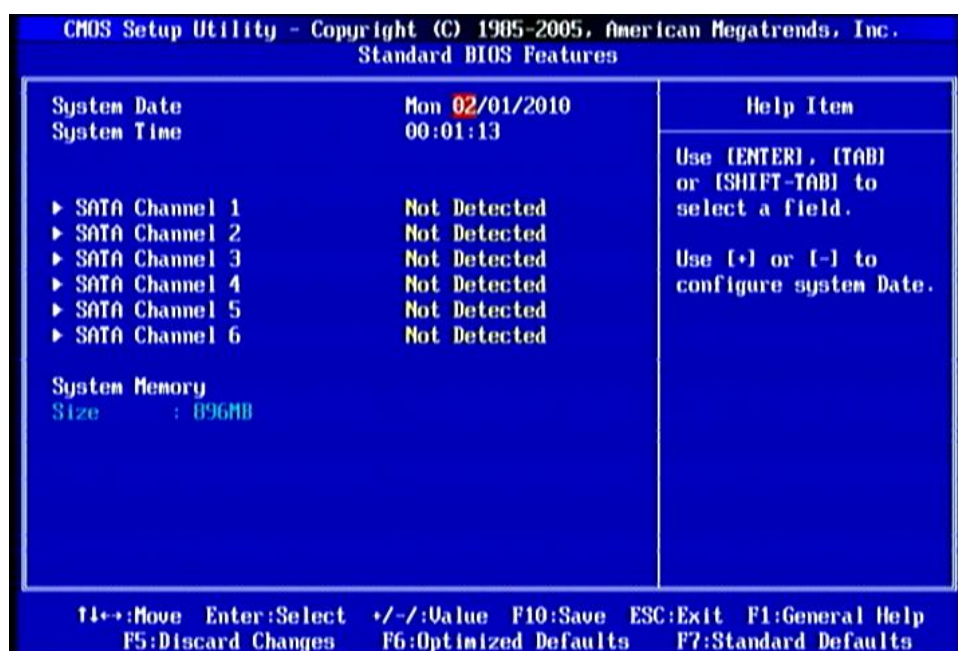 CMOS Setup Utility - Copyright (C) 1985-2005, American Megatrends, Inc.
Standard BIOS Features
System Date Mon 02/01/2010
System Time 00:01:13
▶ SATA Channel 1 Not Detected
▶ SATA Channel 2 Not Detected
▶ SATA Channel 3 Not Detected
▶ SATA Channel 4 Not Detected
▶ SATA Channel 5 Not Detected
▶ SATA Channel 6 Not Detected
System Memory
Size : 896MB
Help Item
Use [ENTER], [TAB]
or [SHIFT-TAB] to
select a field.
Use [+] or [-] to
configure system Date.
↑↓←→:Move Enter:Select +/-/:Value F10:Save ESC:Exit F1:General Help
F5:Discard Changes F6:Optimized Defaults F7:Standard Defaults